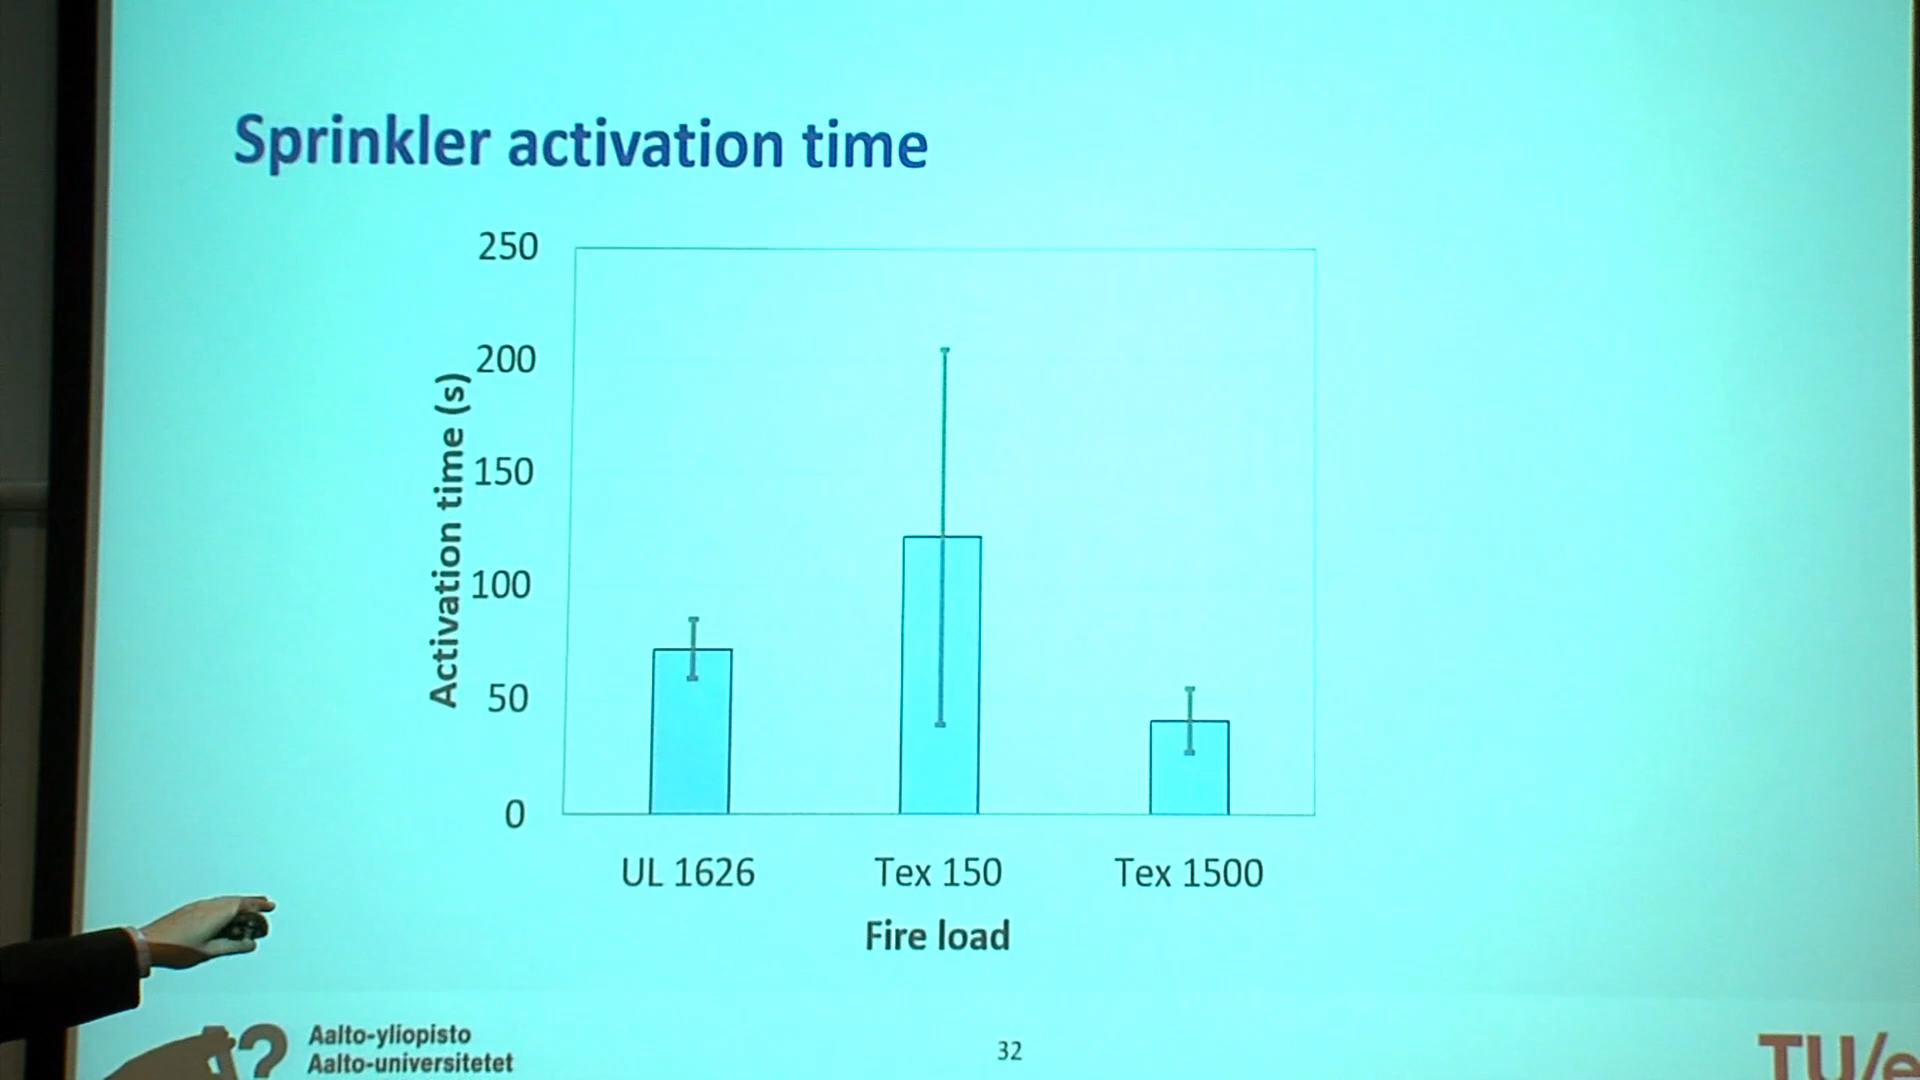 Sprinkler activation time
250
200
150
100
50
0
Activation time (s)
UL 1626
Tex 150
Tex 1500
Fire load
?
Aalto-yliopisto
Aalto-universitetet
32
TU/e